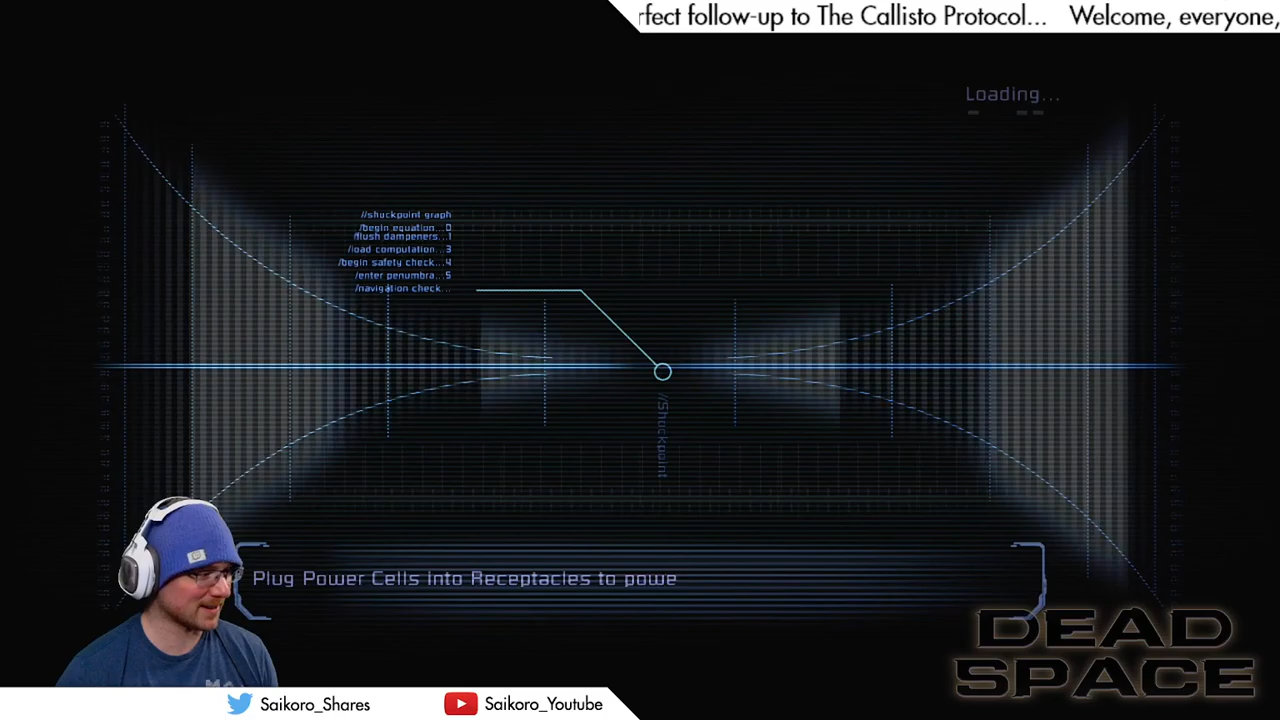 rfect follow-up to The Callisto Protocol... Welcome, everyone,
Loading...
//shuckpoint graph
/begin equation...0
/flush dampeners...1
/load computation...3
/begin safety check...4
/enter penumbra...5
/navigation check...
//Shuckpoint
Plug Power Cells into Receptacles to powe
DEAD
SPACE
Saikoro_Shares
Saikoro_Youtube